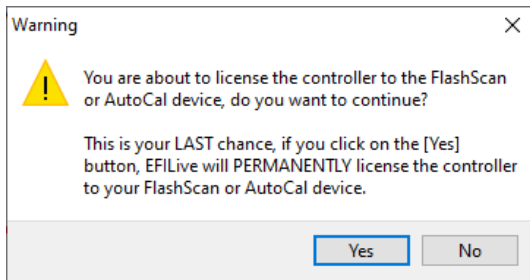 Warning
You are about to license the controller to the FlashScan
or AutoCal device, do you want to continue?
This is your LAST chance, if you click on the [Yes]
button, EFILive will PERMANENTLY license the controller
to your FlashScan or AutoCal device.
Yes
No